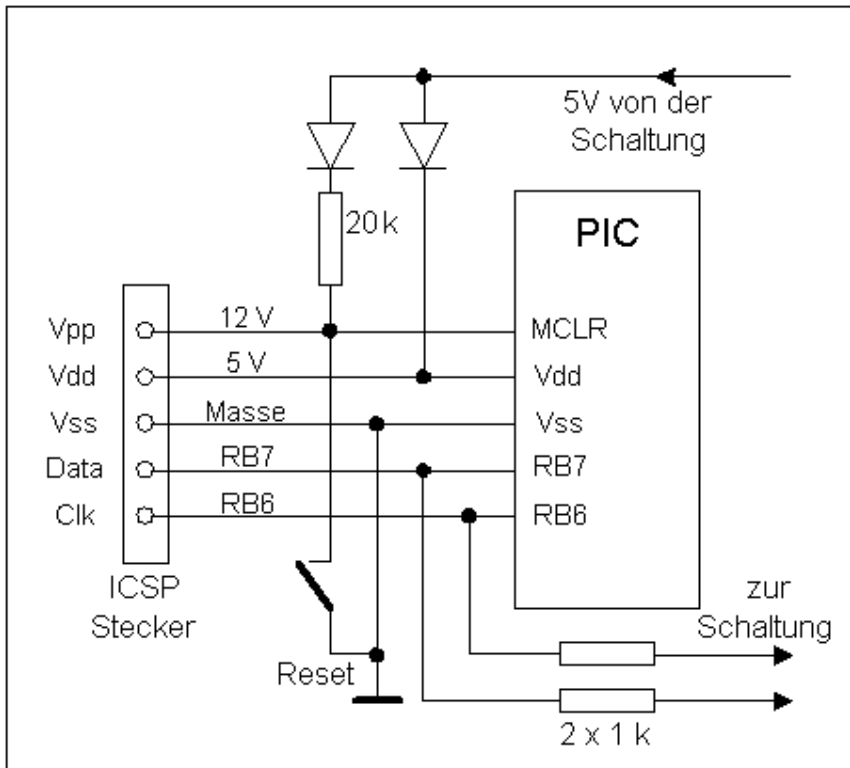 5V von der
Schaltung
20k
PIC
Vpp
12 V
MCLR
Vdd
5 V
Vdd
Vss
Masse
Vss
Data
RB7
RB7
Clk
RB6
RB6
ICSP
Stecker
Reset
zur
Schaltung
2 x 1 k